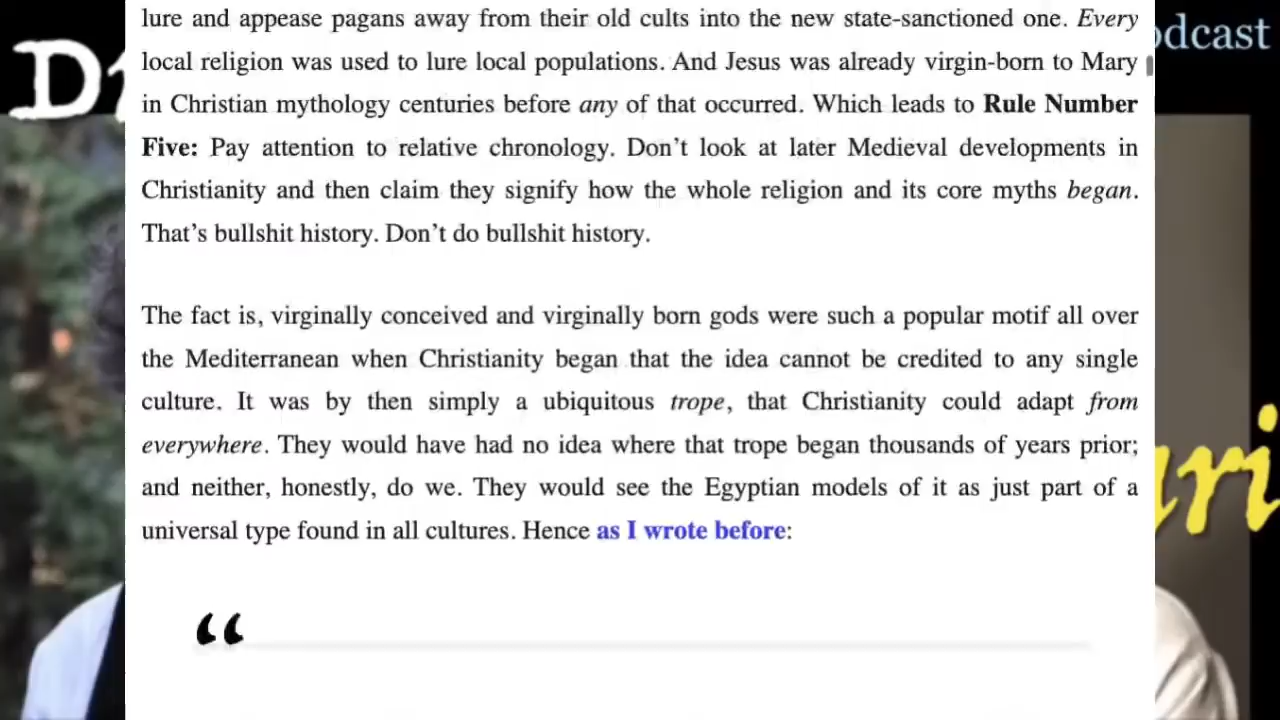 lure and appease pagans away from their old cults into the new state-sanctioned one. Every
odcast
local religion was used to lure local populations. And Jesus was already virgin-born to Mary
in Christian mythology centuries before any of that occurred. Which leads to Rule Number
Five: Pay attention to relative chronology. Don’t look at later Medieval developments in
Christianity and then claim they signify how the whole religion and its core myths began.
That’s bullshit history. Don’t do bullshit history.
The fact is, virginally conceived and virginally born gods were such a popular motif all over
the Mediterranean when Christianity began that the idea cannot be credited to any single
culture. It was by then simply a ubiquitous trope, that Christianity could adapt from
everywhere. They would have had no idea where that trope began thousands of years prior;
and neither, honestly, do we. They would see the Egyptian models of it as just part of a
universal type found in all cultures. Hence as I wrote before:
“